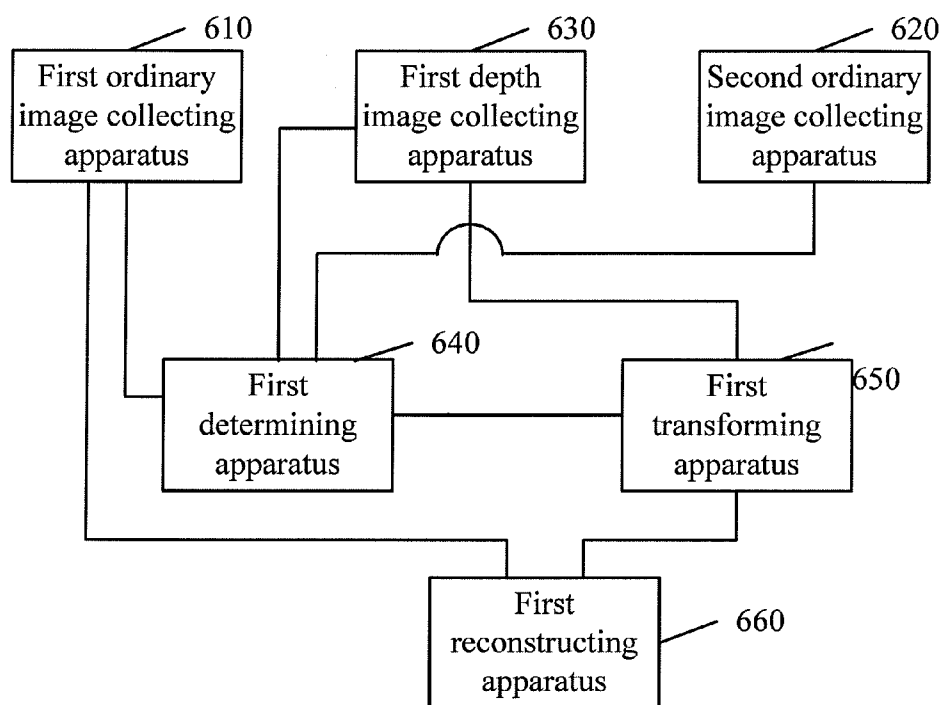 610
First ordinary
image collecting
apparatus
630
First depth
image collecting
apparatus
620
Second ordinary
image collecting
apparatus
640
First
determining
apparatus
650
First
transforming
apparatus
660
First
reconstructing
apparatus